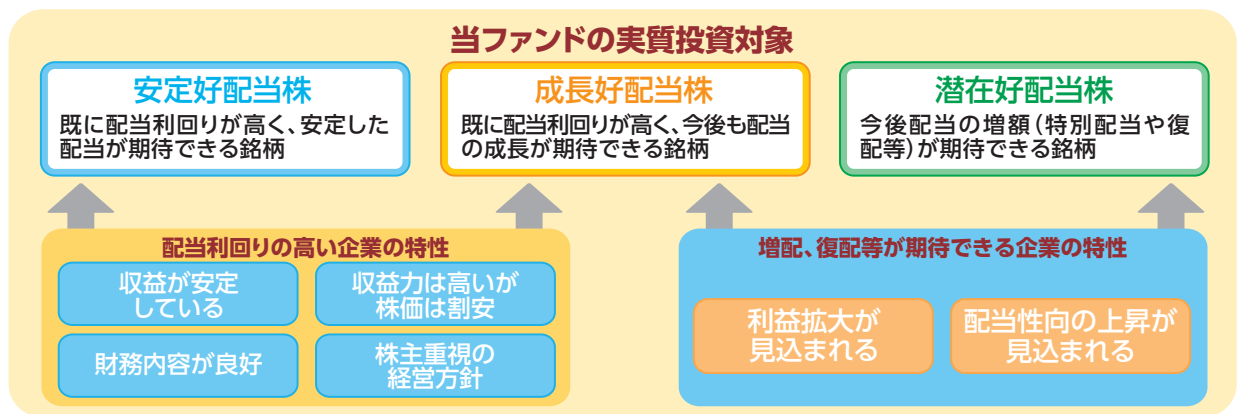 当ファンドの実質投資対象
安定好配当株
既に配当利回りが高く、安定した
配当が期待できる銘柄
成長好配当株
既に配当利回りが高く、今後も配当
の成長が期待できる銘柄
潜在好配当株
今後配当の増額(特別配当や復
配等)が期待できる銘柄
配当利回りの高い企業の特性
収益が安定
している
収益力は高いが
株価は割安
財務内容が良好
株主重視の
経営方針
増配、復配等が期待できる企業の特性
利益拡大が
見込まれる
配当性向の上昇が
見込まれる